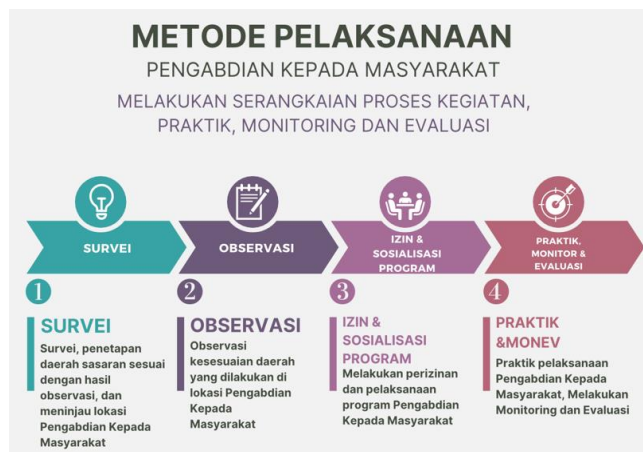 METODE PELAKSANAAN
PENGABDIAN KEPADA MASYARAKAT
MELAKUKAN SERANGKAIAN PROSES KEGIATAN,
PRAKTIK, MONITORING DAN EVALUASI
SURVEI
OBSERVASI
IZIN &
SOSIALISASI
PROGRAM
PRAKTIK,
MONITOR &
EVALUASI
1
SURVEI
Survei, penetapan
daerah sasaran sesuai
dengan hasil
observasi, dan
meninjau lokasi
Pengabdian Kepada
Masyarakat
2
OBSERVASI
Observasi
kesesuaian daerah
yang dilakukan di
lokasi Pengabdian
Kepada
Masyarakat
3
IZIN &
SOSIALISASI
PROGRAM
Melakukan perizinan
dan pelaksanaan
program Pengabdian
Kepada Masyarakat
4
PRAKTIK
&MONEV
Praktik pelaksanaan
Pengabdian Kepada
Masyarakat, Melakukan
Monitoring dan Evaluasi